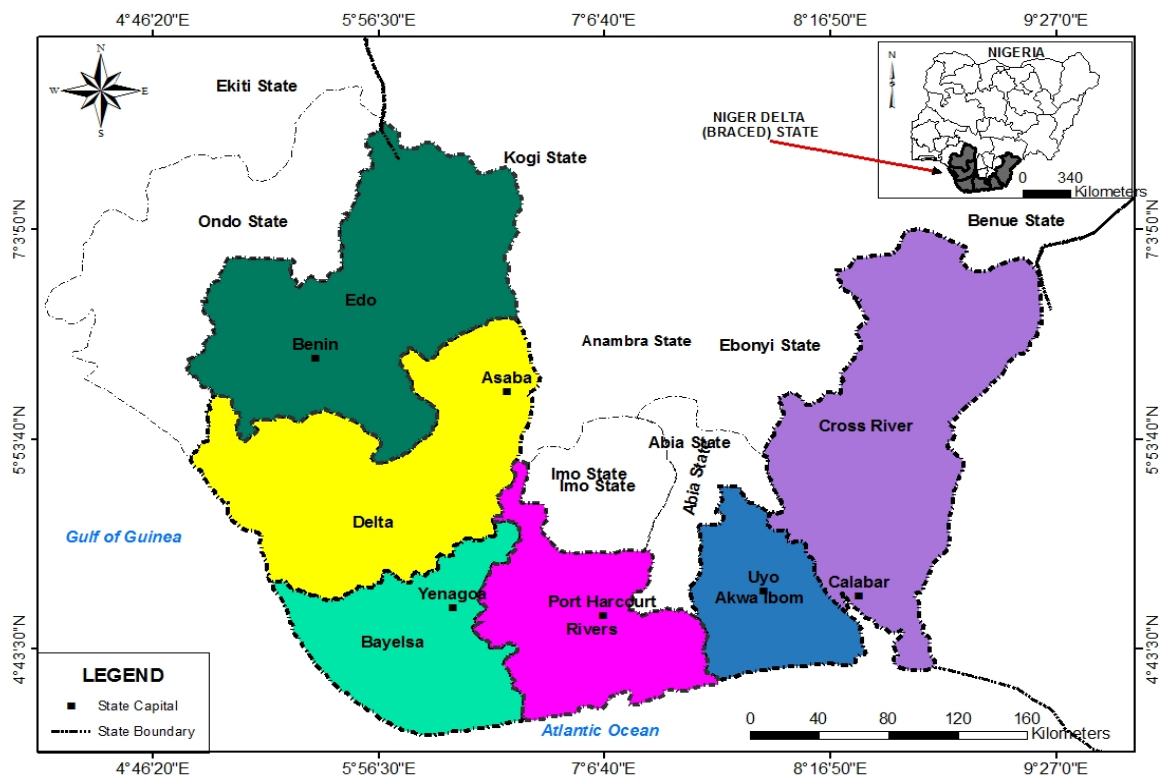 4°46'20"E 5°56'30"E 7°6'40"E 8°16'50"E 9°27'0"E
N
W E
S
Ekiti State
NIGERIA
N
NIGER DELTA
(BRACED) STATE
0 340
Kilometers
Kogi State
Ondo State
Benue State
7°3'50"N 7°3'50"N
Edo
Benin
Anambra State
Ebonyi State
Asaba
Cross River
5°53'40"N 5°53'40"N
Abia State
Abia State
Imo State
Imo State
Delta
Gulf of Guinea
Uyo
Akwa Ibom
Calabar
Yenagoa
Port Harcourt
Rivers
Bayelsa
4°43'30"N 4°43'30"N
LEGEND
State Capital
State Boundary
Atlantic Ocean
0 40 80 120 160
Kilometers
4°46'20"E 5°56'30"E 7°6'40"E 8°16'50"E 9°27'0"E